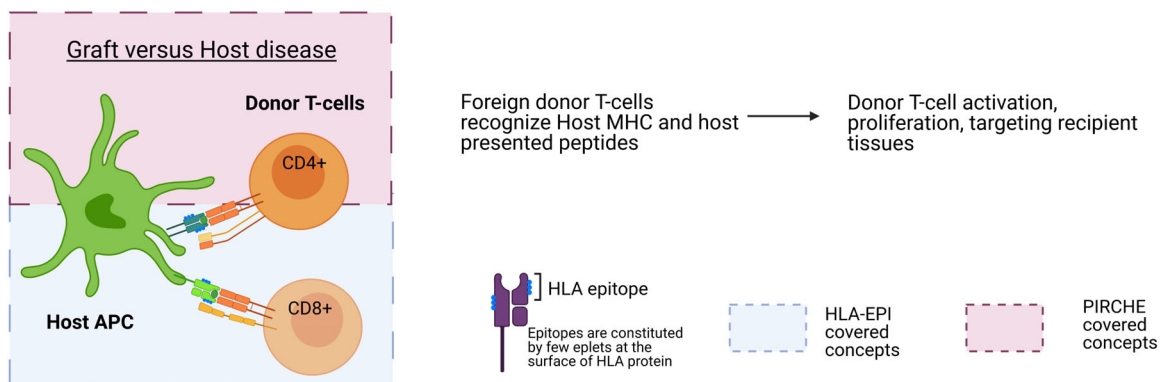 Graft versus Host disease
Donor T-cells
CD4+
CD8+
Host APC
Foreign donor T-cells
recognize Host MHC and host
presented peptides
Donor T-cell activation,
proliferation, targeting recipient
tissues
HLA epitope
Epitopes are constituted
by few eplets at the
surface of HLA protein
HLA-EPI
covered
concepts
PIRCHE
covered
concepts